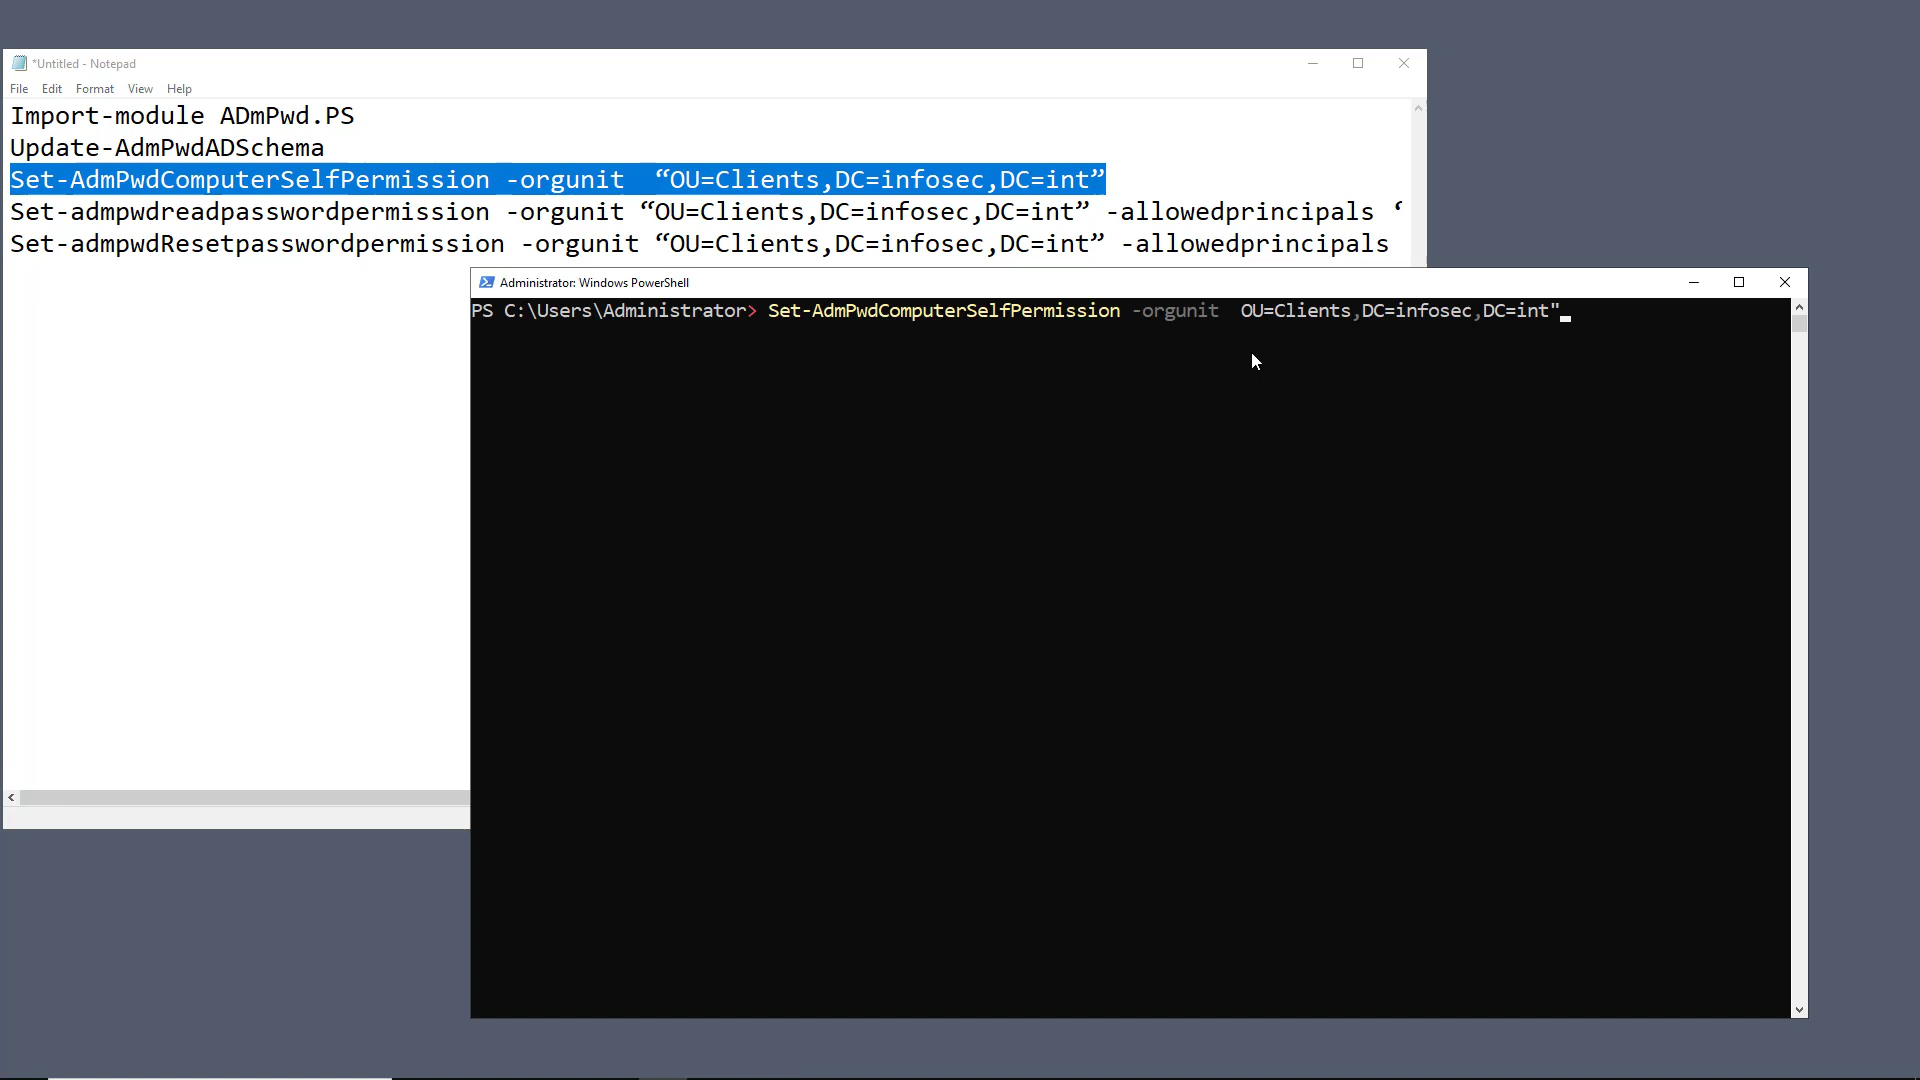 *Untitled - Notepad
File Edit Format View Help
Import-module ADmPwd.PS
Update-AdmPwdADSchema
Set-AdmPwdComputerSelfPermission -orgunit  “OU=Clients,DC=infosec,DC=int”
Set-admpwdreadpasswordpermission -orgunit “OU=Clients,DC=infosec,DC=int” -allowedprincipals ‘
Set-admpwdResetpasswordpermission -orgunit “OU=Clients,DC=infosec,DC=int” -allowedprincipals
Administrator: Windows PowerShell
PS C:\Users\Administrator> Set-AdmPwdComputerSelfPermission -orgunit  OU=Clients,DC=infosec,DC=int"